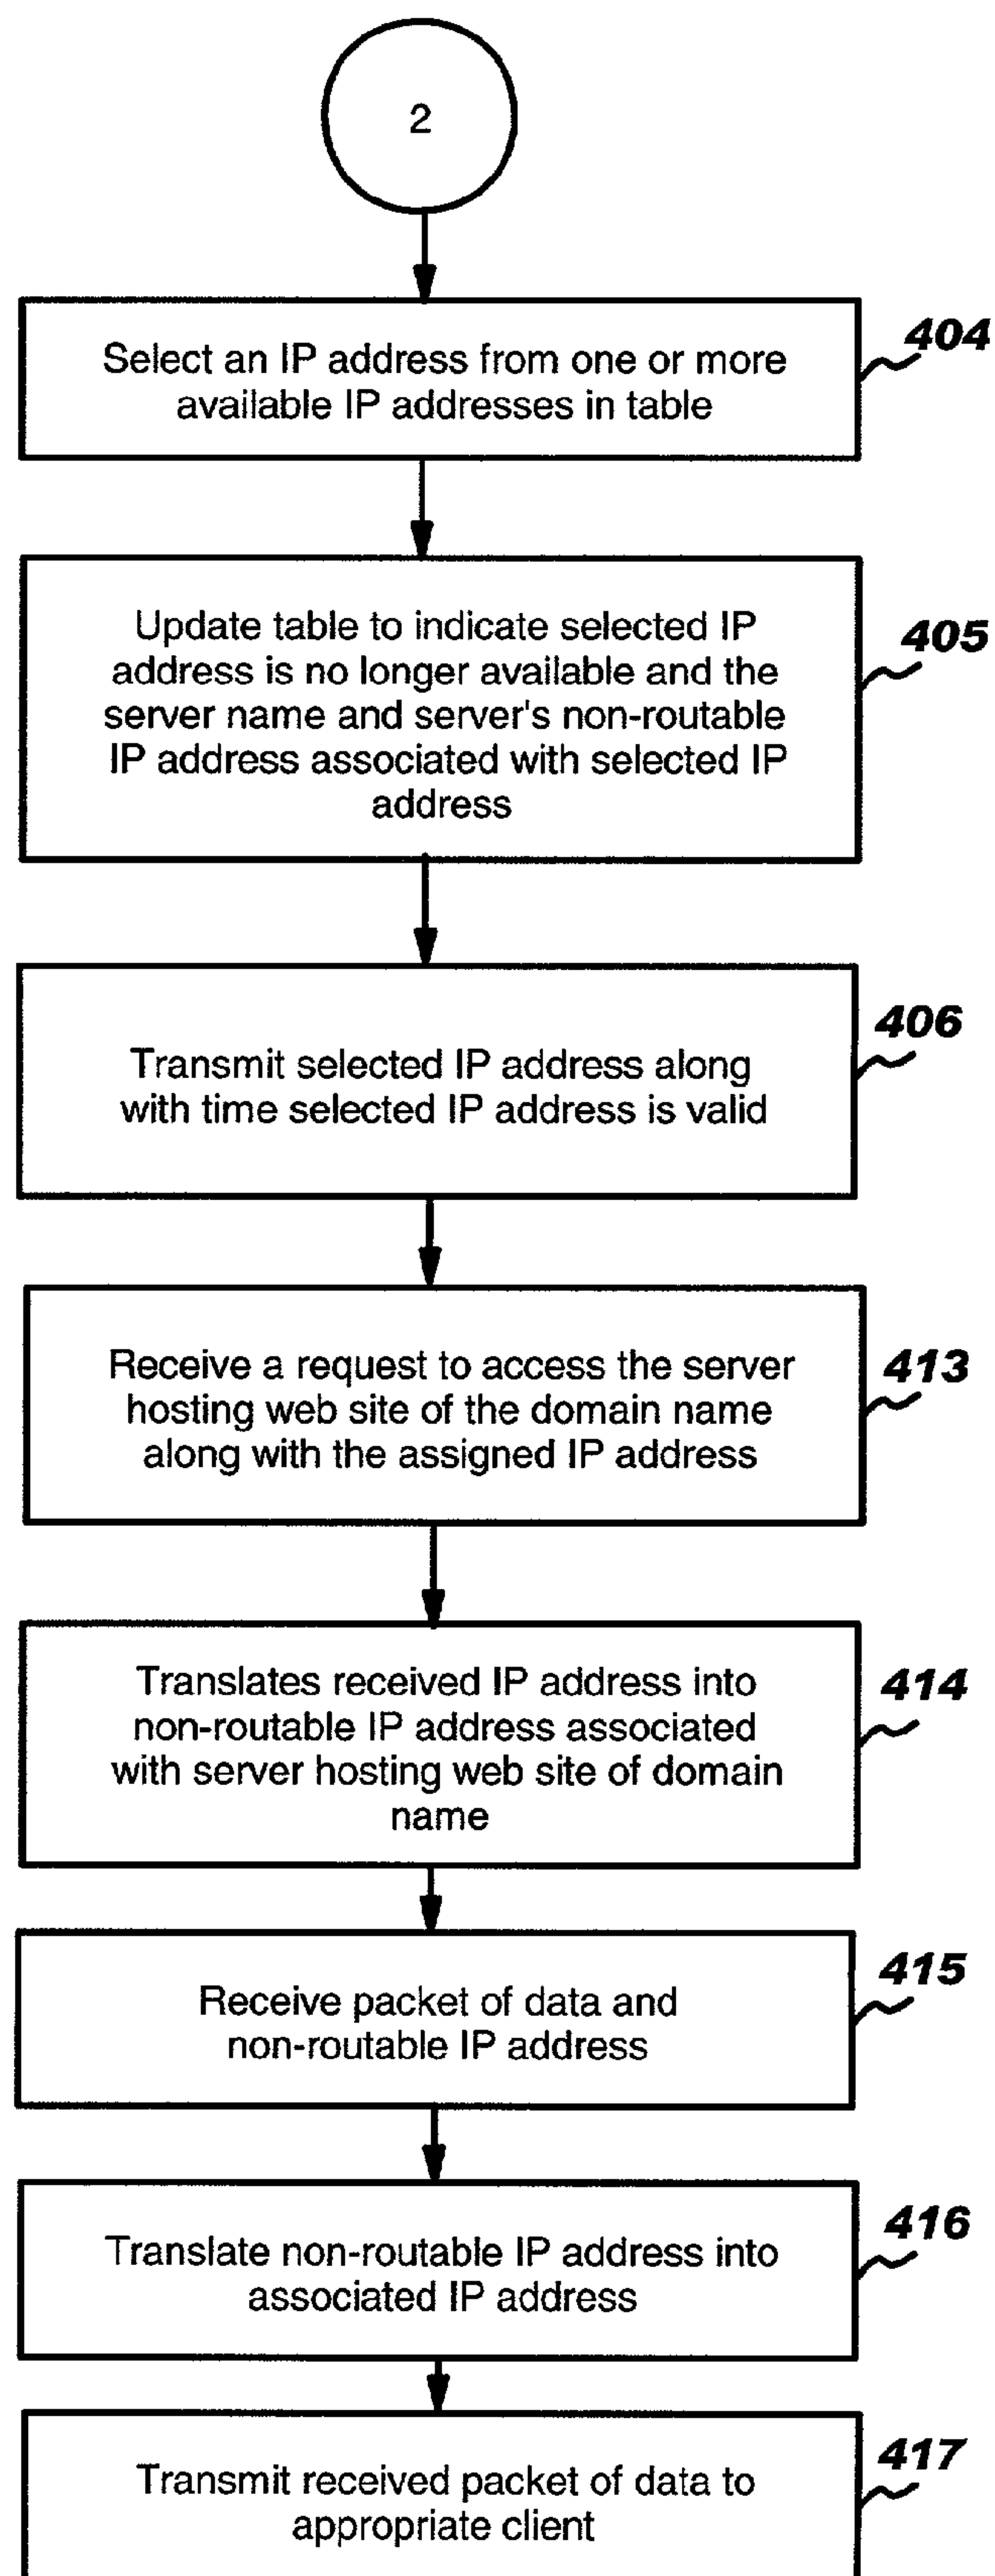 2
Select an IP address from one or more
available IP addresses in table
404
Update table to indicate selected IP
address is no longer available and the
server name and server's non-routable
IP address associated with selected IP
address
405
Transmit selected IP address along
with time selected IP address is valid
406
Receive a request to access the server
hosting web site of the domain name
along with the assigned IP address
413
Translates received IP address into
non-routable IP address associated
with server hosting web site of domain
name
414
Receive packet of data and
non-routable IP address
415
Translate non-routable IP address into
associated IP address
416
Transmit received packet of data to
appropriate client
417